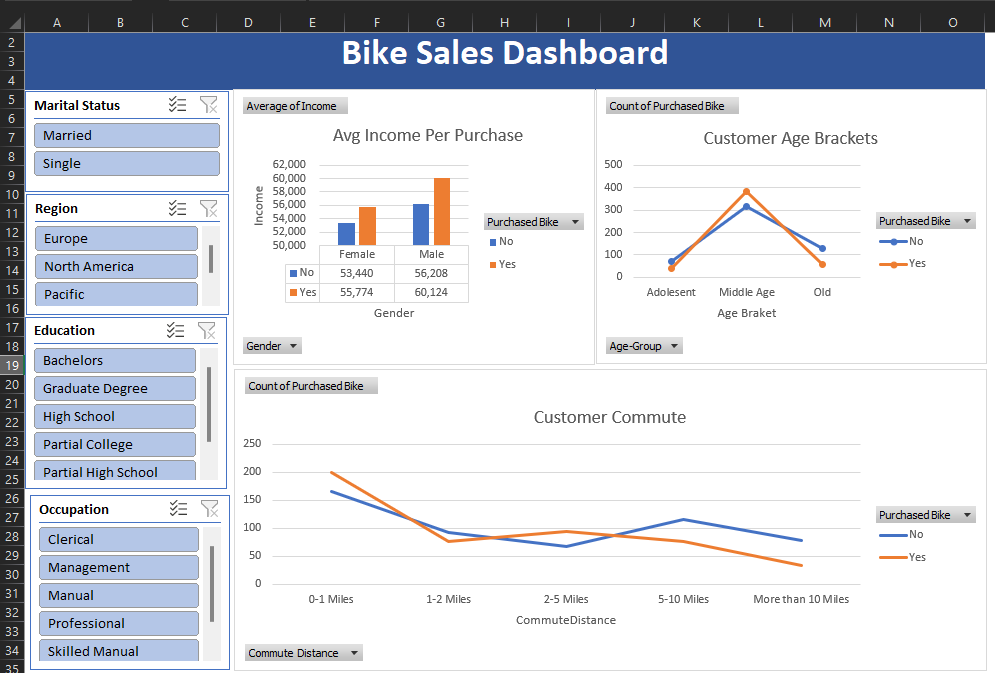 A B C D E F G H I J K L M N O
2
3
4
5
6
7
8
9
10
11
12
13
14
15
16
17
18
19
20
21
22
23
24
25
26
27
28
29
30
31
32
33
34
35
Bike Sales Dashboard
Marital Status
Married
Single
Region
Europe
North America
Pacific
Education
Bachelors
Graduate Degree
High School
Partial College
Partial High School
Occupation
Clerical
Management
Manual
Professional
Skilled Manual
Average of Income
Avg Income Per Purchase
62,000
60,000
58,000
56,000
54,000
52,000
50,000
Income
Female Male
No 53,440 56,208
Yes 55,774 60,124
Gender
Purchased Bike
No
Yes
Gender
Count of Purchased Bike
Customer Age Brackets
500
400
300
200
100
0
Adolesent Middle Age Old
Age Braket
Purchased Bike
No
Yes
Age-Group
Count of Purchased Bike
Customer Commute
250
200
150
100
50
0
0-1 Miles 1-2 Miles 2-5 Miles 5-10 Miles More than 10 Miles
CommuteDistance
Purchased Bike
No
Yes
Commute Distance